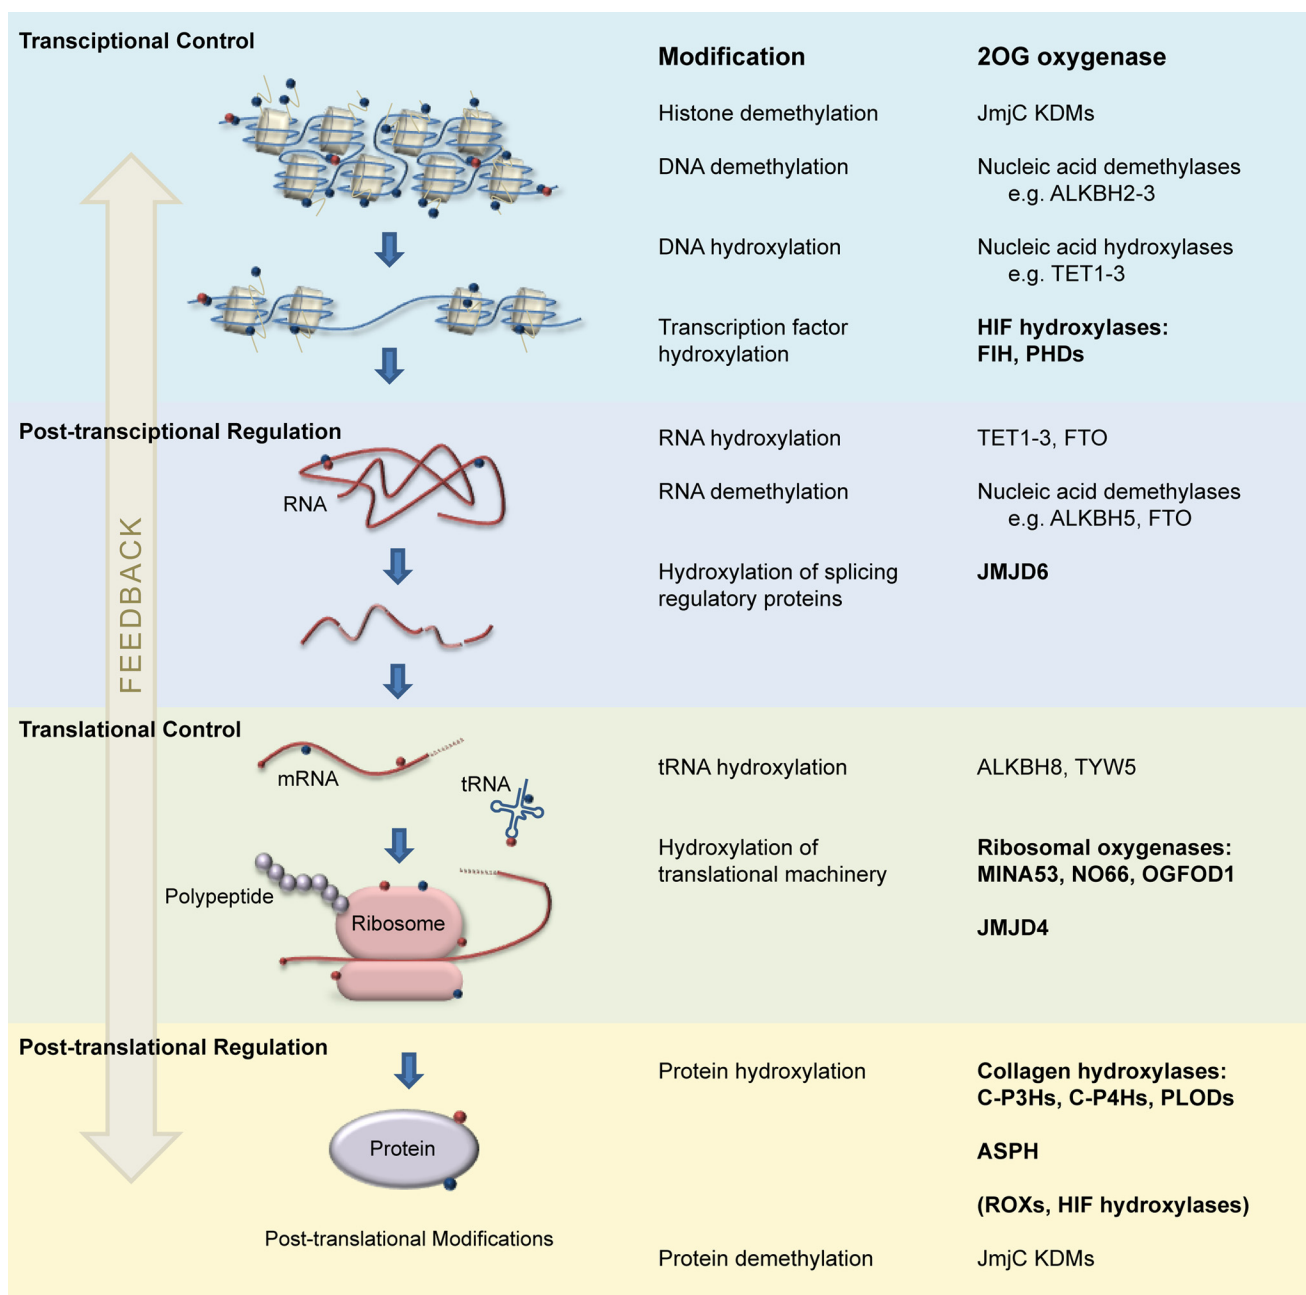 Transciptional Control
Modification
2OG oxygenase
Histone demethylation
JmjC KDMs
DNA demethylation
Nucleic acid demethylases
e.g. ALKBH2-3
DNA hydroxylation
Nucleic acid hydroxylases
e.g. TET1-3
Transcription factor
hydroxylation
HIF hydroxylases:
FIH, PHDs
FEEDBACK
Post-transciptional Regulation
RNA
RNA hydroxylation
TET1-3, FTO
RNA demethylation
Nucleic acid demethylases
e.g. ALKBH5, FTO
Hydroxylation of splicing
regulatory proteins
JMJD6
Translational Control
mRNA
tRNA
Polypeptide
Ribosome
tRNA hydroxylation
ALKBH8, TYW5
Hydroxylation of
translational machinery
Ribosomal oxygenases:
MINA53, NO66, OGFOD1
JMJD4
Post-translational Regulation
Protein
Post-translational Modifications
Protein hydroxylation
Collagen hydroxylases:
C-P3Hs, C-P4Hs, PLODs
ASPH
(ROXs, HIF hydroxylases)
Protein demethylation
JmjC KDMs